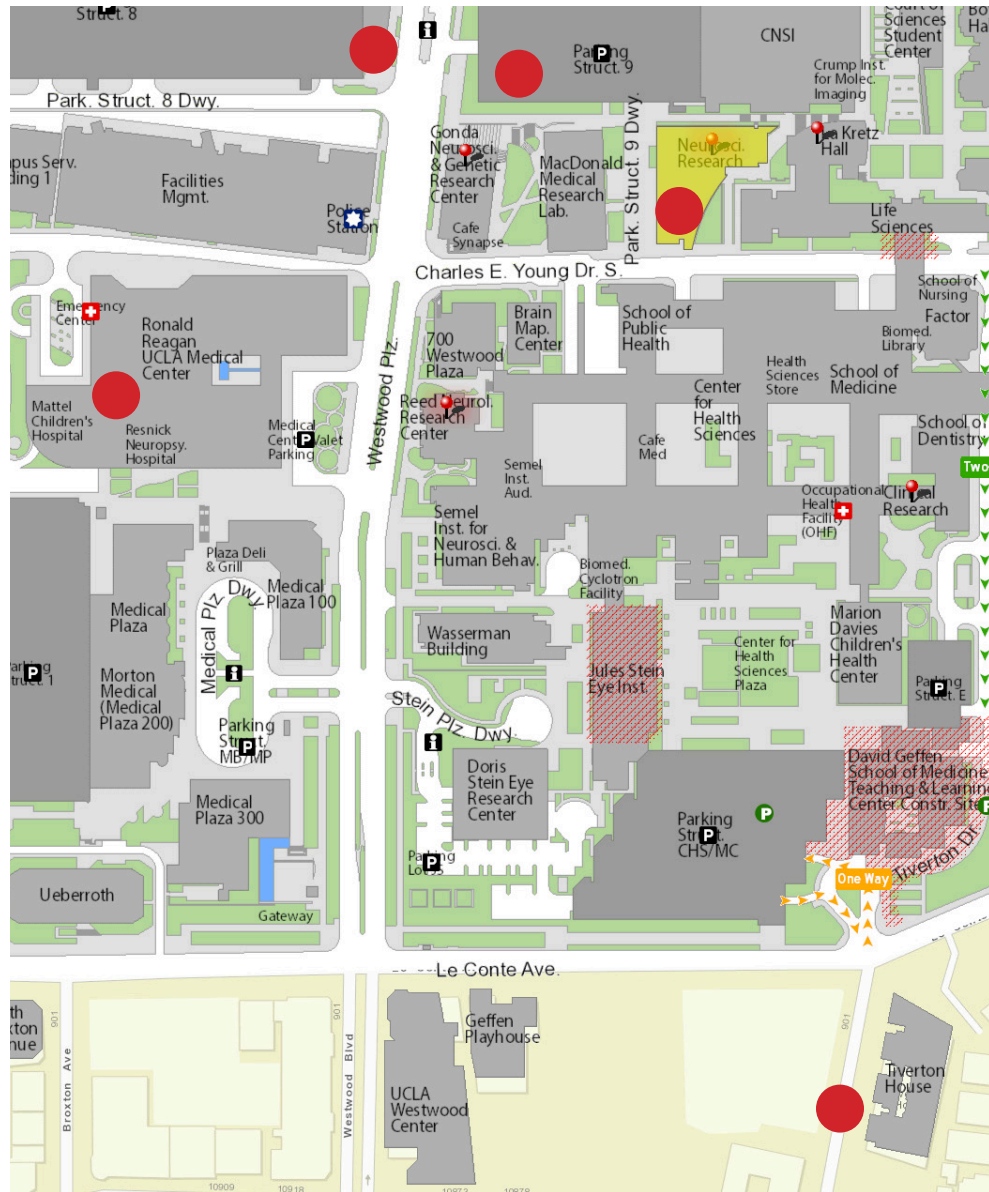 Struct. 8
P
i
Parking
Struct. 9
P
CNSI
Court of
Sciences
Student
Center
Crump Inst.
for Molec.
Imaging
Park. Struct. 8 Dwy.
Gonda
Neurosci.
& Genetic
Research
Center
MacDonald
Medical
Research
Lab.
Park. Struct. 9 Dwy.
Neurosci.
Research
Kretz
Hall
Facilities
Mgmt.
Police
Station
Cafe
Synapse
Life
Sciences
Charles E. Young Dr. S.
Emergency
Center
Ronald
Reagan
UCLA Medical
Center
Westwood Plz.
700
Westwood
Plaza
Brain
Map.
Center
School of
Public
Health
School of
Nursing
Factor
Biomed.
Library
Health
Sciences
Store
School of
Medicine
Mattel
Children's
Hospital
Resnick
Neuropsy.
Hospital
Medical
Center Valet
Parking
P
Reed Neurol.
Research
Center
Center
for
Health
Sciences
Cafe
Med
School of
Dentistry
Two
Semel
Inst.
Aud.
Occupational
Health
Facility
(OHF)
Clinical
Research
Semel
Inst. for
Neurosci. &
Human Behav.
Plaza Deli
& Grill
Medical
Plaza 100
Medical Plz. Dwy.
Biomed.
Cyclotron
Facility
Medical
Plaza
Wasserman
Building
Marion
Davies
Children's
Health
Center
Center for
Health
Sciences
Plaza
Parking
Struct. 1
P
Morton
Medical
(Medical
Plaza 200)
i
Jules Stein
Eye Inst.
Parking
Struct. E
P
Stein Plz. Dwy.
Parking
Struct.
MB/MP
P
i
Doris
Stein Eye
Research
Center
David Geffen
School of Medicine
Teaching & Learning
Center Constr. Site
P
Medical
Plaza 300
Parking
Struct.
CHS/MC
P
P
Parking
P
Tiverton Dr.
One Way
Ueberroth
Gateway
Le Conte Ave.
Geffen
Playhouse
901
901
901
Broxton Ave
Westwood Blvd
UCLA
Westwood
Center
Tiverton
House
10909
10918
10873
10878